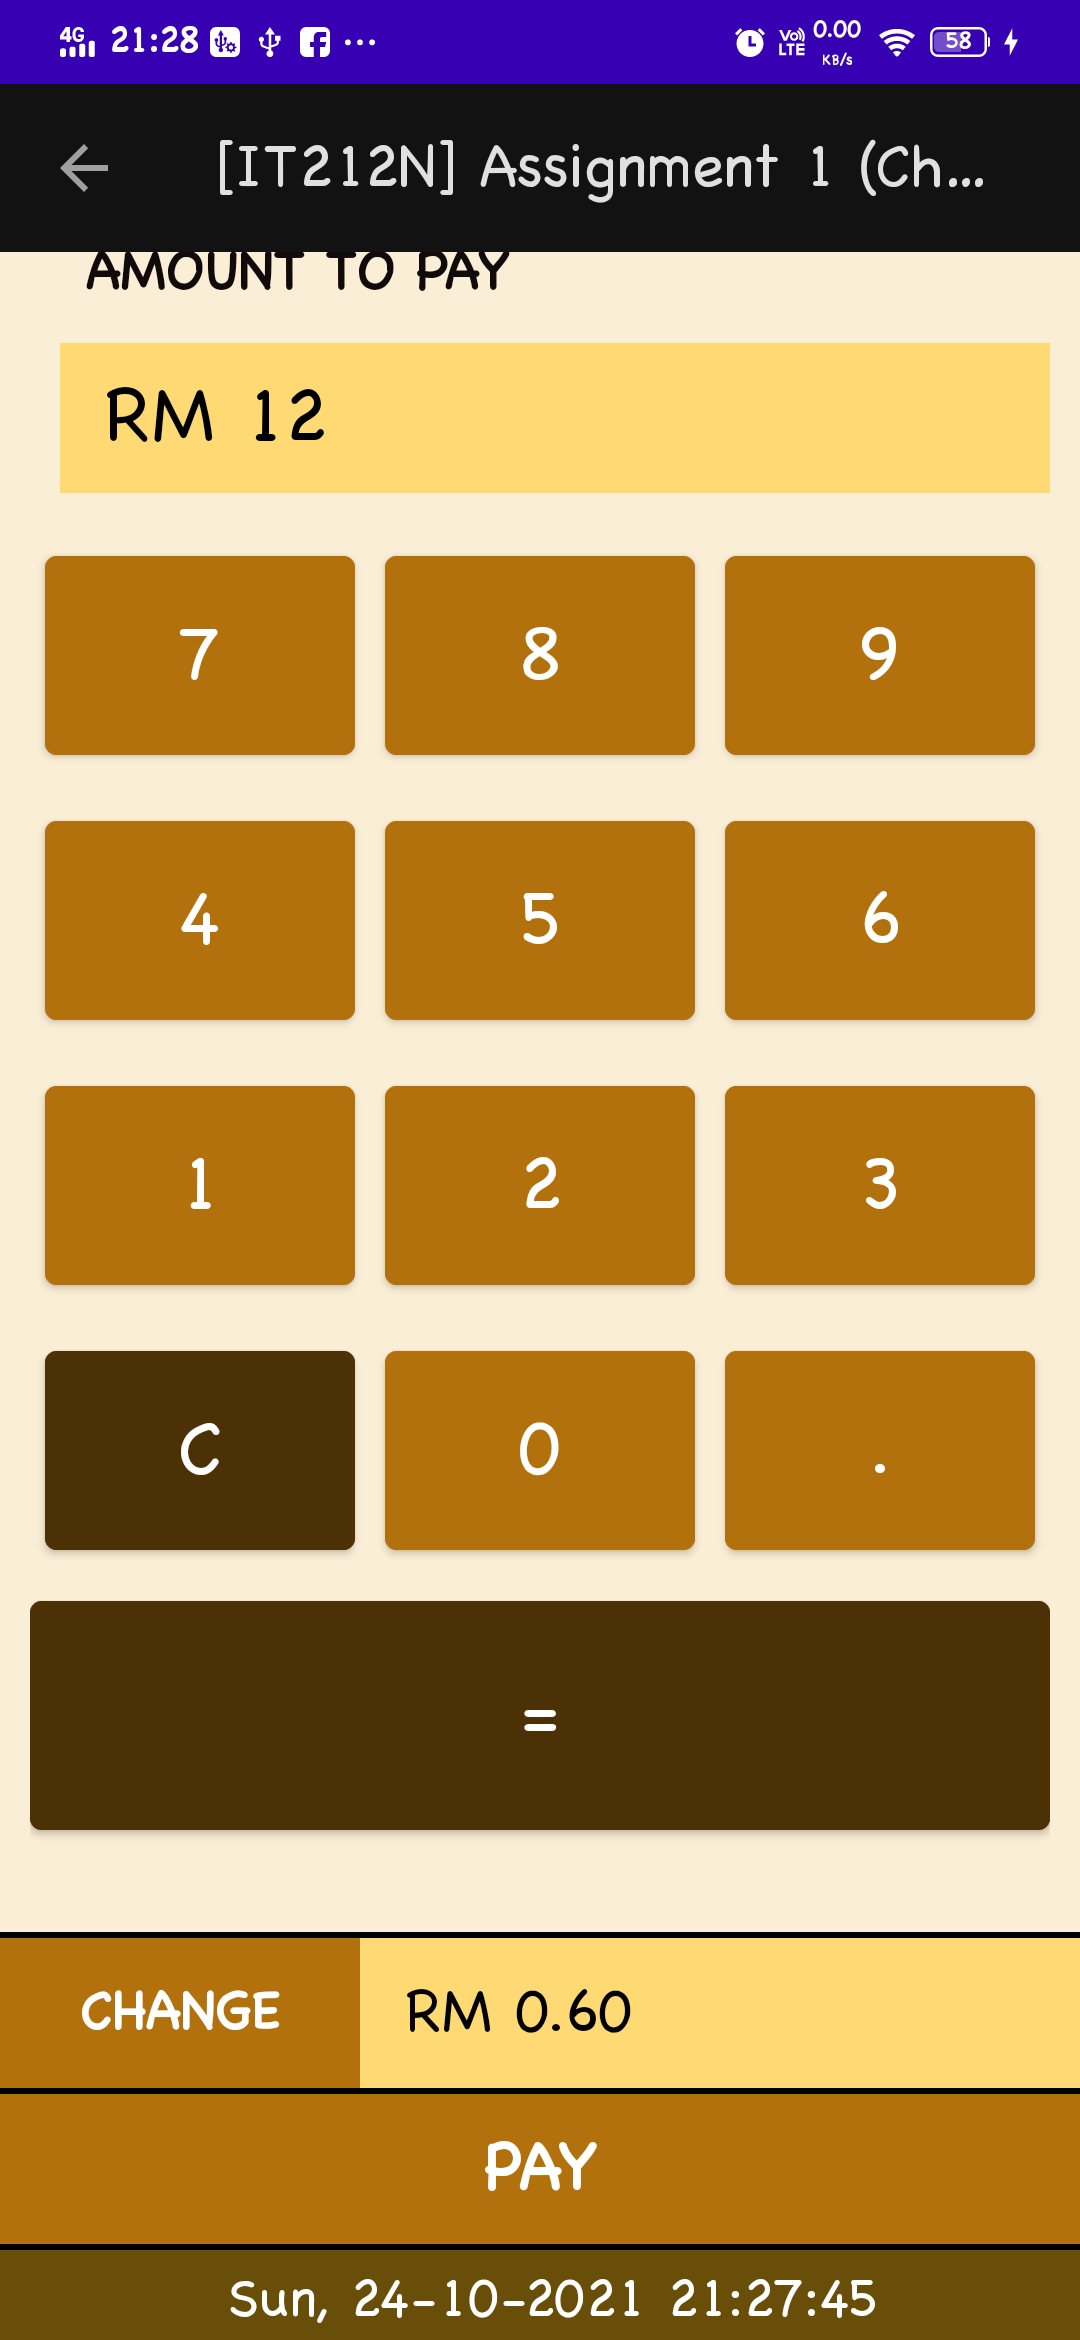 4G 21:28 ... Vo) LTE 0.00 KB/s 58
[IT212N] Assignment 1 (Ch...
AMOUNT TO PAY
RM 12
7 8 9
4 5 6
1 2 3
C 0 .
=
CHANGE RM 0.60
PAY
Sun, 24-10-2021 21:27:45